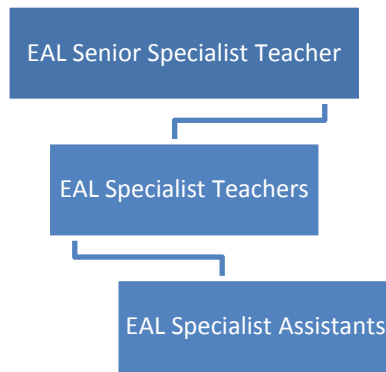 EAL Senior Specialist Teacher
EAL Specialist Teachers
EAL Specialist Assistants